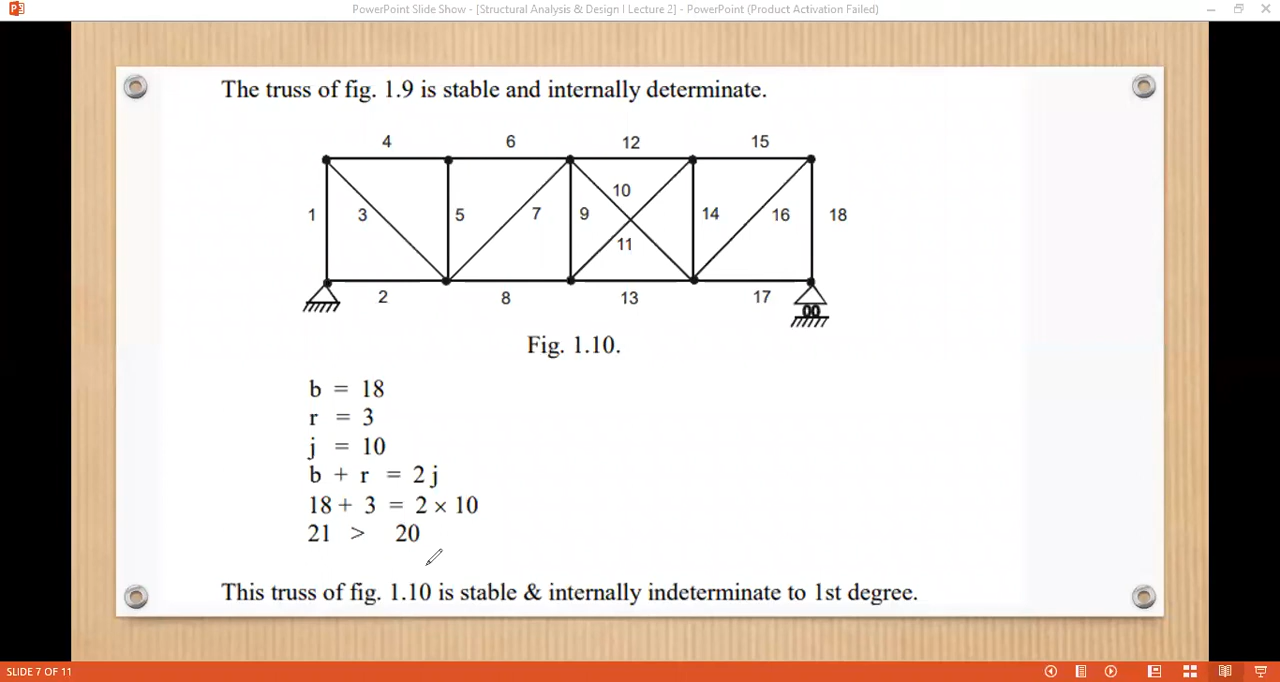 PowerPoint Slide Show - [Structural Analysis & Design I Lecture 2] - PowerPoint (Product Activation Failed)
The truss of fig. 1.9 is stable and internally determinate.
4 6 12 15
10
1 3 5 7 9 14 16 18
11
2 8 13 17
Fig. 1.10.
b = 18
r = 3
j = 10
b + r = 2 j
18 + 3 = 2 × 10
21 > 20
This truss of fig. 1.10 is stable & internally indeterminate to 1st degree.
SLIDE 7 OF 11